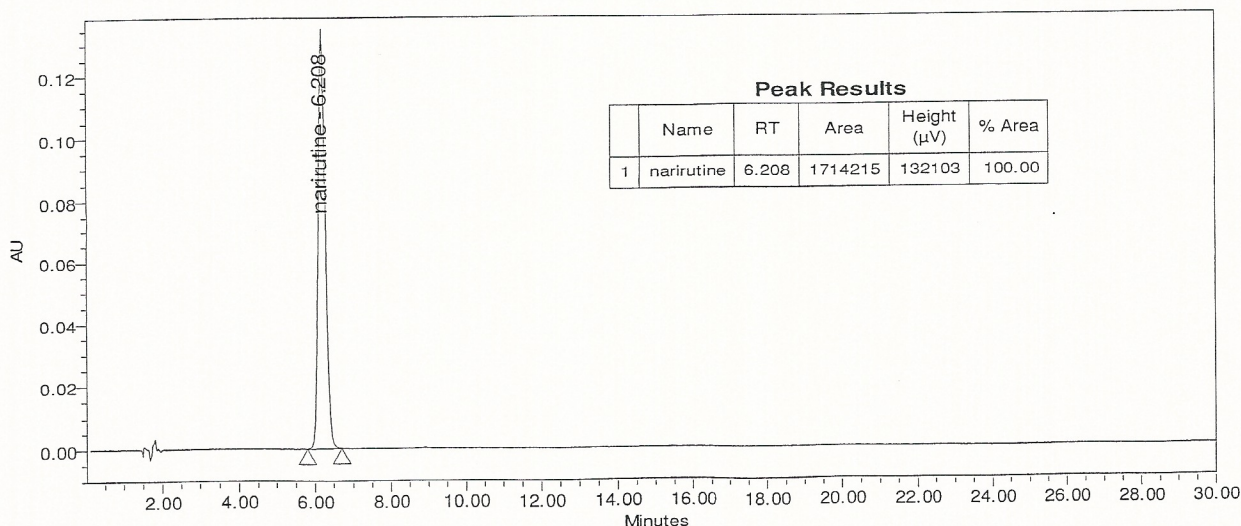 0.12
0.10
0.08
0.06
0.04
0.02
0.00
AU
narirutine - 6.208
Peak Results
Name RT Area Height (µV) % Area
1 narirutine 6.208 1714215 132103 100.00
2.00 4.00 6.00 8.00 10.00 12.00 14.00 16.00 18.00 20.00 22.00 24.00 26.00 28.00 30.00
Minutes